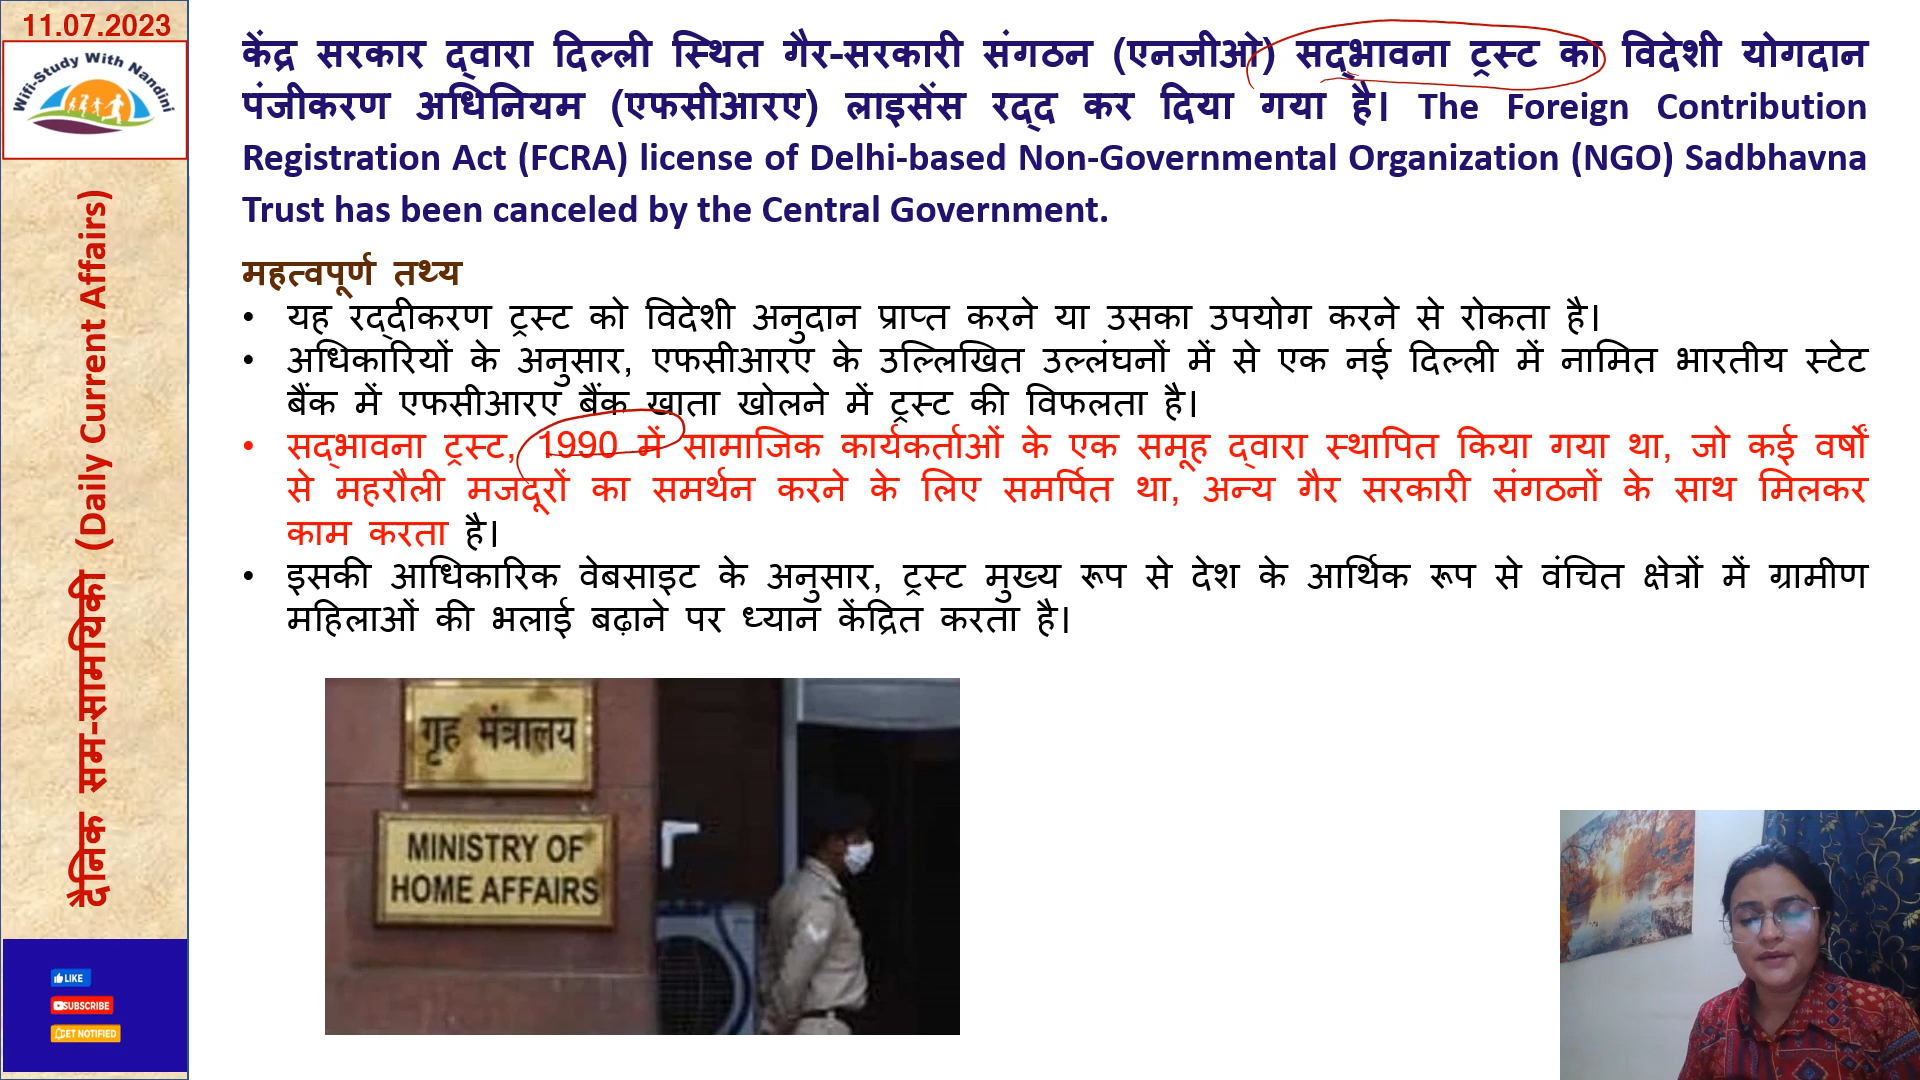 11.07.2023
Wifi-Study With Nandini
दैनिक सम-सामयिकी (Daily Current Affairs)
LIKE
SUBSCRIBE
GET NOTIFIED
केंद्र सरकार द्वारा दिल्ली स्थित गैर-सरकारी संगठन (एनजीओ) सद्भावना ट्रस्ट का विदेशी योगदान
पंजीकरण अधिनियम (एफसीआरए) लाइसेंस रद्द कर दिया गया है। The Foreign Contribution
Registration Act (FCRA) license of Delhi-based Non-Governmental Organization (NGO) Sadbhavna
Trust has been canceled by the Central Government.
महत्वपूर्ण तथ्य
• यह रद्दीकरण ट्रस्ट को विदेशी अनुदान प्राप्त करने या उसका उपयोग करने से रोकता है।
• अधिकारियों के अनुसार, एफसीआरए के उल्लिखित उल्लंघनों में से एक नई दिल्ली में नामित भारतीय स्टेट
बैंक में एफसीआरए बैंक खाता खोलने में ट्रस्ट की विफलता है।
• सद्भावना ट्रस्ट, 1990 में सामाजिक कार्यकर्ताओं के एक समूह द्वारा स्थापित किया गया था, जो कई वर्षों
से महरौली मजदूरों का समर्थन करने के लिए समर्पित था, अन्य गैर सरकारी संगठनों के साथ मिलकर
काम करता है।
• इसकी आधिकारिक वेबसाइट के अनुसार, ट्रस्ट मुख्य रूप से देश के आर्थिक रूप से वंचित क्षेत्रों में ग्रामीण
महिलाओं की भलाई बढ़ाने पर ध्यान केंद्रित करता है।
गृह मंत्रालय
MINISTRY OF
HOME AFFAIRS